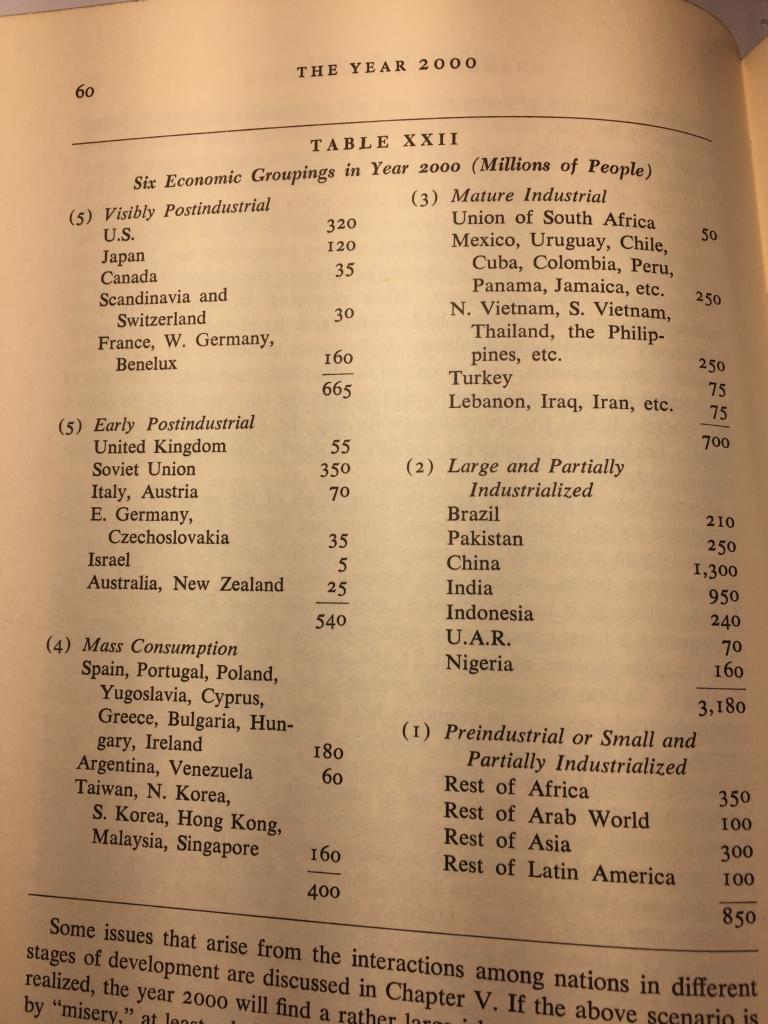 60
THE YEAR 2000
TABLE XXII
Six Economic Groupings in Year 2000 (Millions of People)
(5) Visibly Postindustrial
U.S. 320
Japan 120
Canada 35
Scandinavia and
Switzerland 30
France, W. Germany,
Benelux 160
665
(5) Early Postindustrial
United Kingdom 55
Soviet Union 350
Italy, Austria 70
E. Germany,
Czechoslovakia 35
Israel 5
Australia, New Zealand 25
540
(4) Mass Consumption
Spain, Portugal, Poland,
Yugoslavia, Cyprus,
Greece, Bulgaria, Hun-
gary, Ireland 180
Argentina, Venezuela 60
Taiwan, N. Korea,
S. Korea, Hong Kong,
Malaysia, Singapore 160
400
(3) Mature Industrial
Union of South Africa 50
Mexico, Uruguay, Chile,
Cuba, Colombia, Peru,
Panama, Jamaica, etc. 250
N. Vietnam, S. Vietnam,
Thailand, the Philip-
pines, etc. 250
Turkey 75
Lebanon, Iraq, Iran, etc. 75
700
(2) Large and Partially
Industrialized
Brazil 210
Pakistan 250
China 1,300
India 950
Indonesia 240
U.A.R. 70
Nigeria 160
3,180
(1) Preindustrial or Small and
Partially Industrialized
Rest of Africa 350
Rest of Arab World 100
Rest of Asia 300
Rest of Latin America 100
850
Some issues that arise from the interactions among nations in different
stages of development are discussed in Chapter V. If the above scenario is
realized, the year 2000 will find a rather
by "misery," at